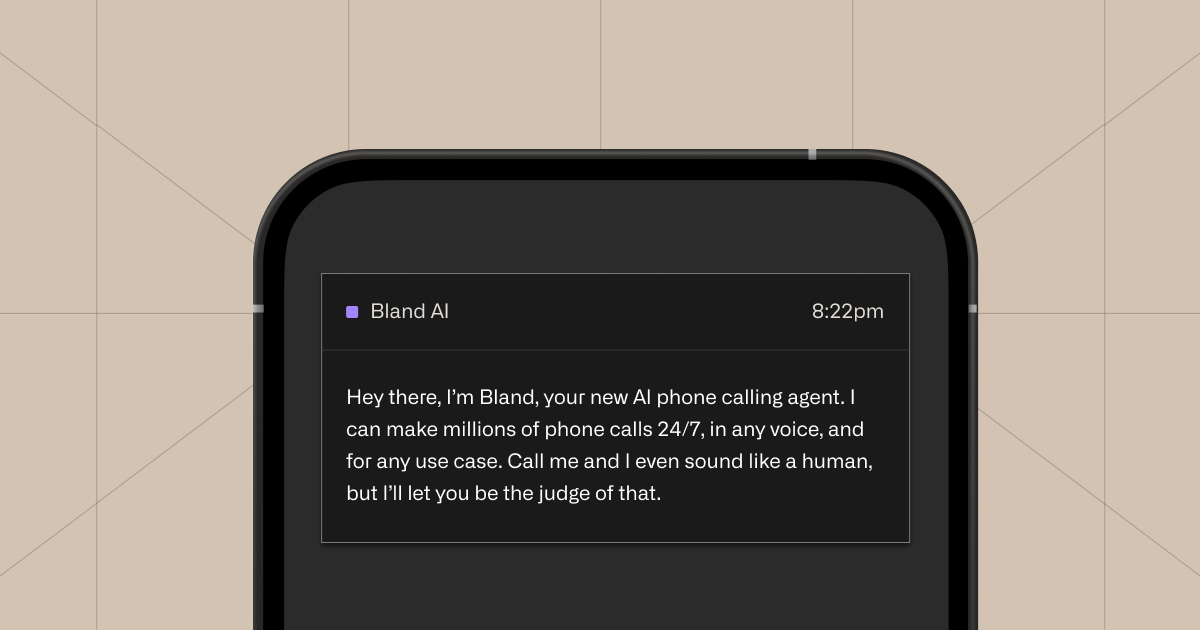 Bland AI
8:22pm
Hey there, I’m Bland, your new AI phone calling agent. I
can make millions of phone calls 24/7, in any voice, and
for any use case. Call me and I even sound like a human,
but I’ll let you be the judge of that.